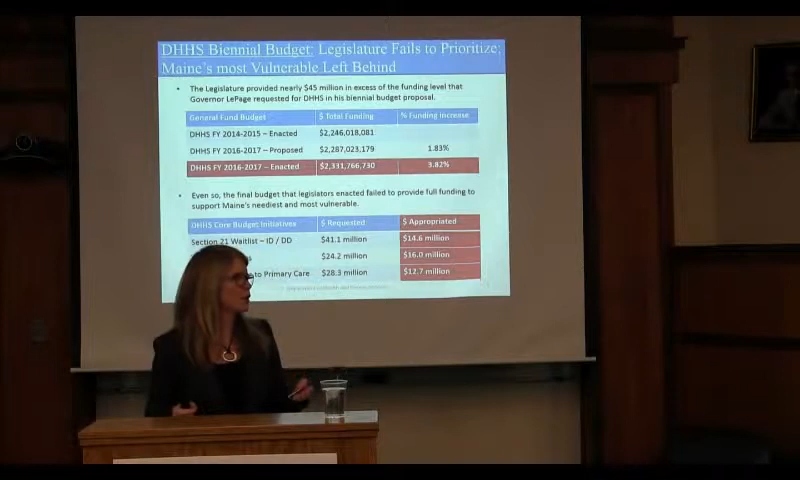 DHHS Biennial Budget: Legislature Fails to Prioritize;
Maine's most Vulnerable Left Behind
• The Legislature provided nearly $45 million in excess of the funding level that
Governor LePage requested for DHHS in his biennial budget proposal.
General Fund Budget $ Total Funding % Funding Increase
DHHS FY 2014-2015 – Enacted $2,246,018,081
DHHS FY 2016-2017 – Proposed $2,287,023,179 1.83%
DHHS FY 2016-2017 – Enacted $2,331,766,730 3.82%
• Even so, the final budget that legislators enacted failed to provide full funding to
support Maine's neediest and most vulnerable.
DHHS Core Budget Initiatives $ Requested $ Appropriated
Section 21 Waitlist – ID / DD $41.1 million $14.6 million
$24.2 million $16.0 million
to Primary Care $28.3 million $12.7 million